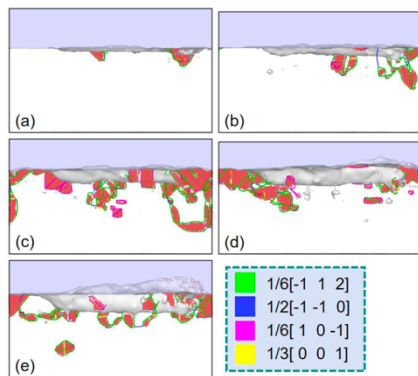 (a)
(b)
(c)
(d)
(e)
1/6[-1 1 2]
1/2[-1 -1 0]
1/6[ 1 0 -1]
1/3[ 0 0 1]